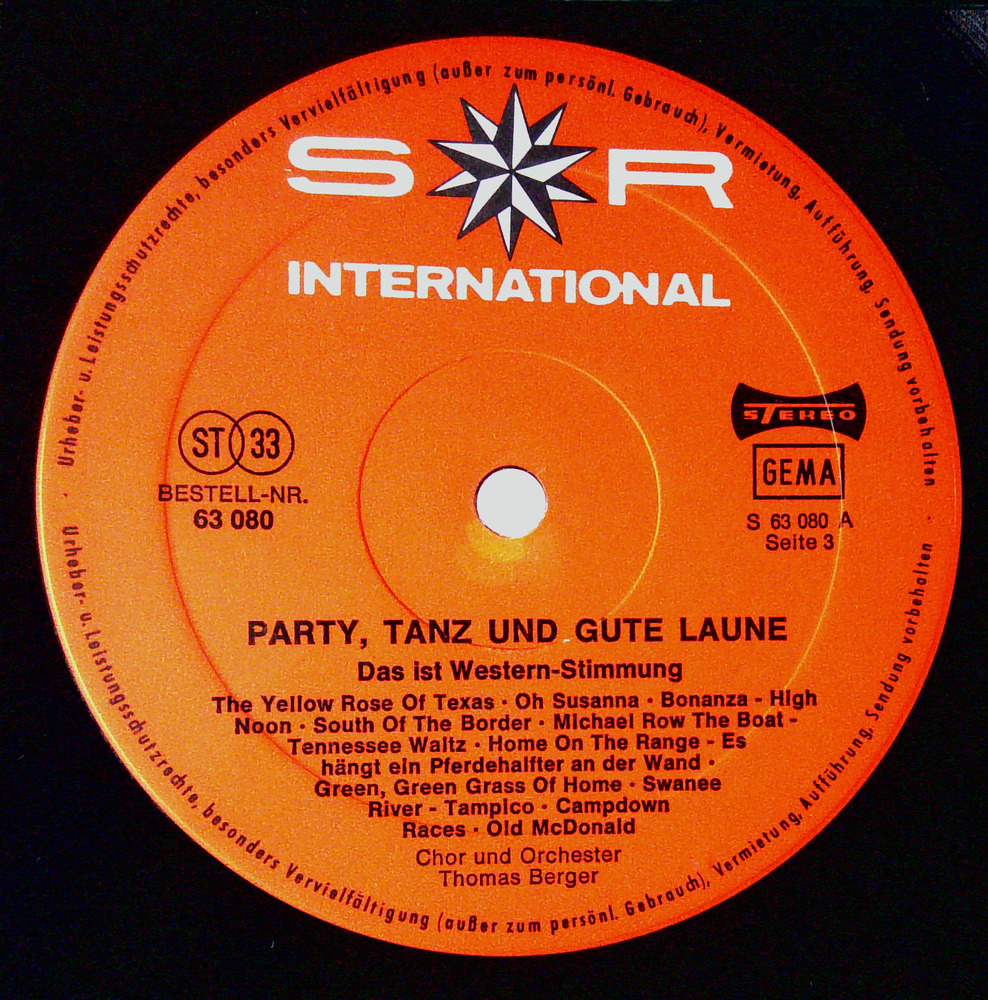 Urheber- u. Leistungsschutzrechte, besonders Vervielfältigung (außer zum persönl. Gebrauch), Vermietung, Aufführung, Sendung vorbehalten
S R
INTERNATIONAL
STEREO
ST 33
GEMA
BESTELL-NR.
63 080
S 63 080 A
Seite 3
PARTY, TANZ UND GUTE LAUNE
Das ist Western-Stimmung
The Yellow Rose Of Texas · Oh Susanna · Bonanza - High
Noon · South Of The Border · Michael Row The Boat -
Tennessee Waltz · Home On The Range - Es
hängt ein Pferdehalfter an der Wand ·
Green, Green Grass Of Home · Swanee
River - Tampico · Campdown
Races · Old McDonald
Chor und Orchester
Thomas Berger
Urheber- u. Leistungsschutzrechte, besonders Vervielfältigung (außer zum persönl. Gebrauch), Vermietung, Aufführung, Sendung vorbehalten